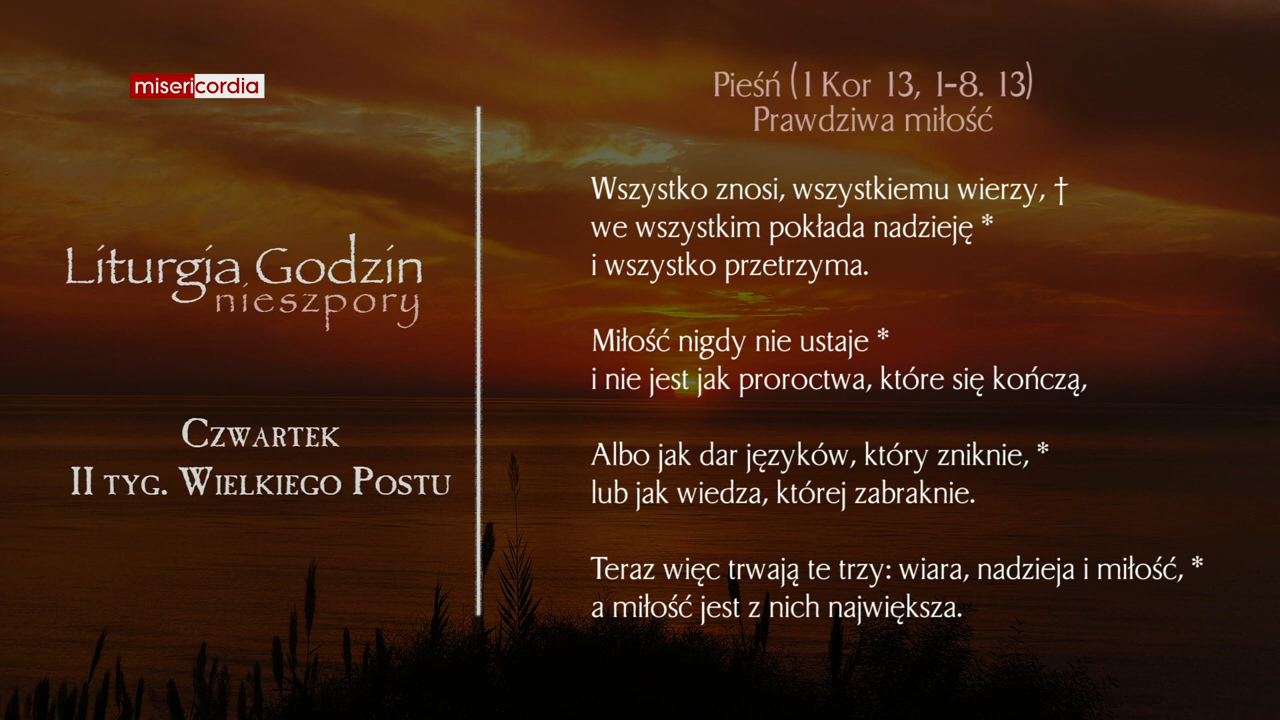 misericordia
Liturgia Godzin
nieszpory
Czwartek
II tyg. Wielkiego Postu
Pieśń (1 Kor 13, 1-8. 13)
Prawdziwa miłość
Wszystko znosi, wszystkiemu wierzy, †
we wszystkim pokłada nadzieję *
i wszystko przetrzyma.
Miłość nigdy nie ustaje *
i nie jest jak proroctwa, które się kończą,
Albo jak dar języków, który zniknie, *
lub jak wiedza, której zabraknie.
Teraz więc trwają te trzy: wiara, nadzieja i miłość, *
a miłość jest z nich największa.